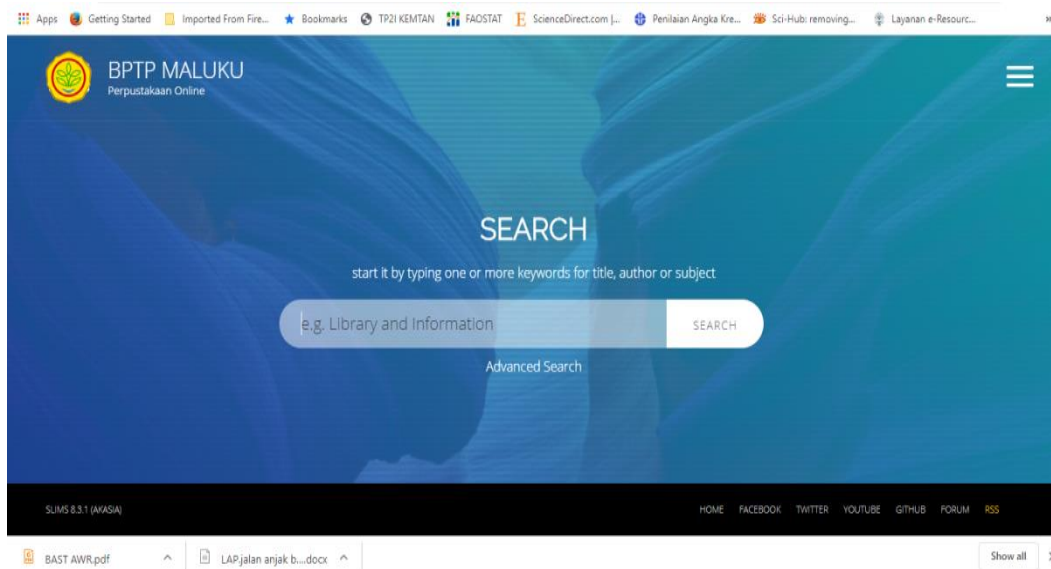 Apps Getting Started Imported From Fire... Bookmarks TP2I KEMTAN FAOSTAT ScienceDirect.com |... Penilaian Angka Kre... Sci-Hub: removing... Layanan e-Resourc... »
BPTP MALUKU
Perpustakaan Online
SEARCH
start it by typing one or more keywords for title, author or subject
e.g. Library and Information SEARCH
Advanced Search
SLIMS 8.3.1 (AKASIA) HOME FACEBOOK TWITTER YOUTUBE GITHUB FORUM RSS
BAST AWR.pdf LAP.jalan anjak b....docx Show all